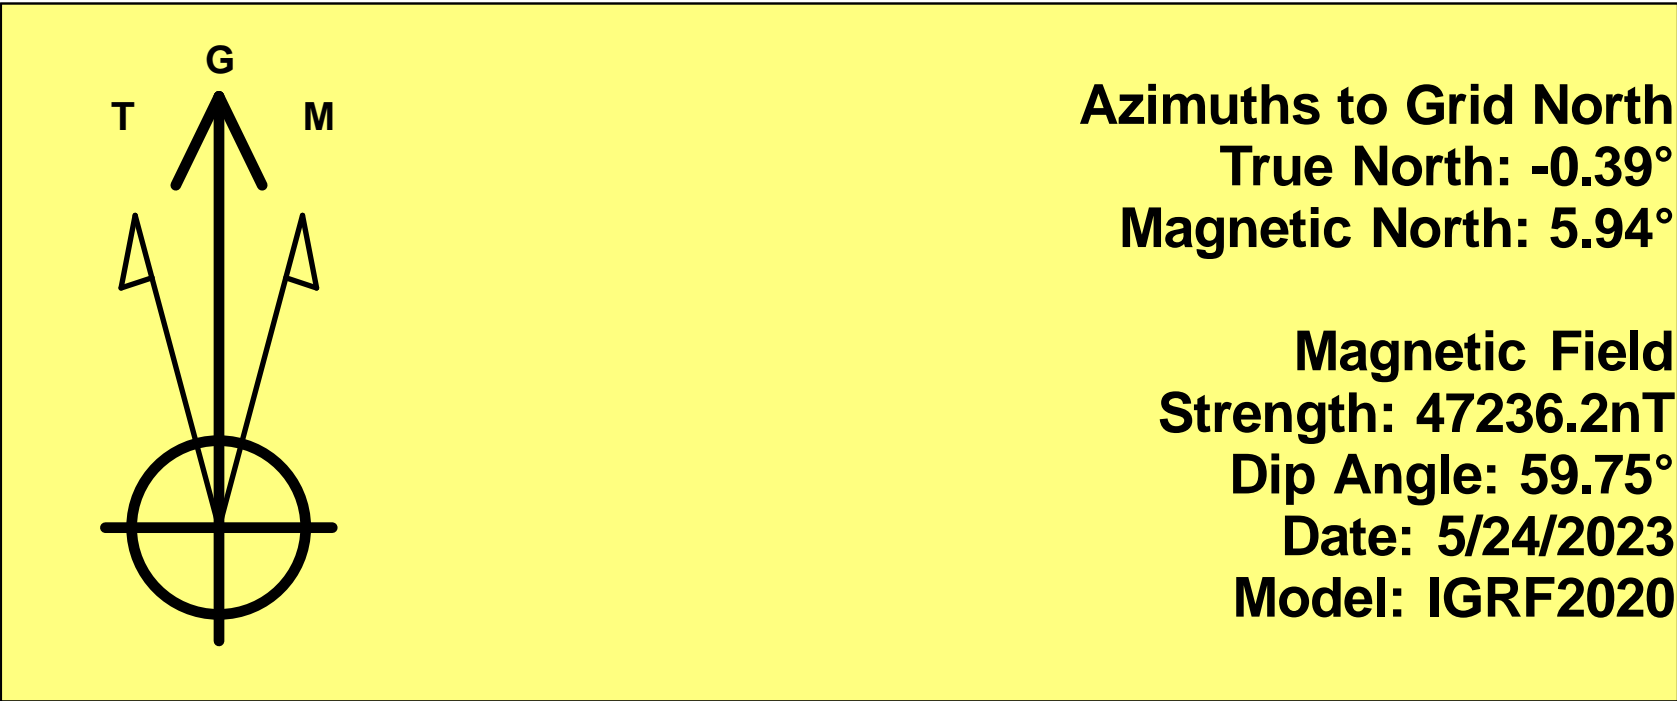 G
T M
Azimuths to Grid North
True North: -0.39°
Magnetic North: 5.94°
Magnetic Field
Strength: 47236.2nT
Dip Angle: 59.75°
Date: 5/24/2023
Model: IGRF2020